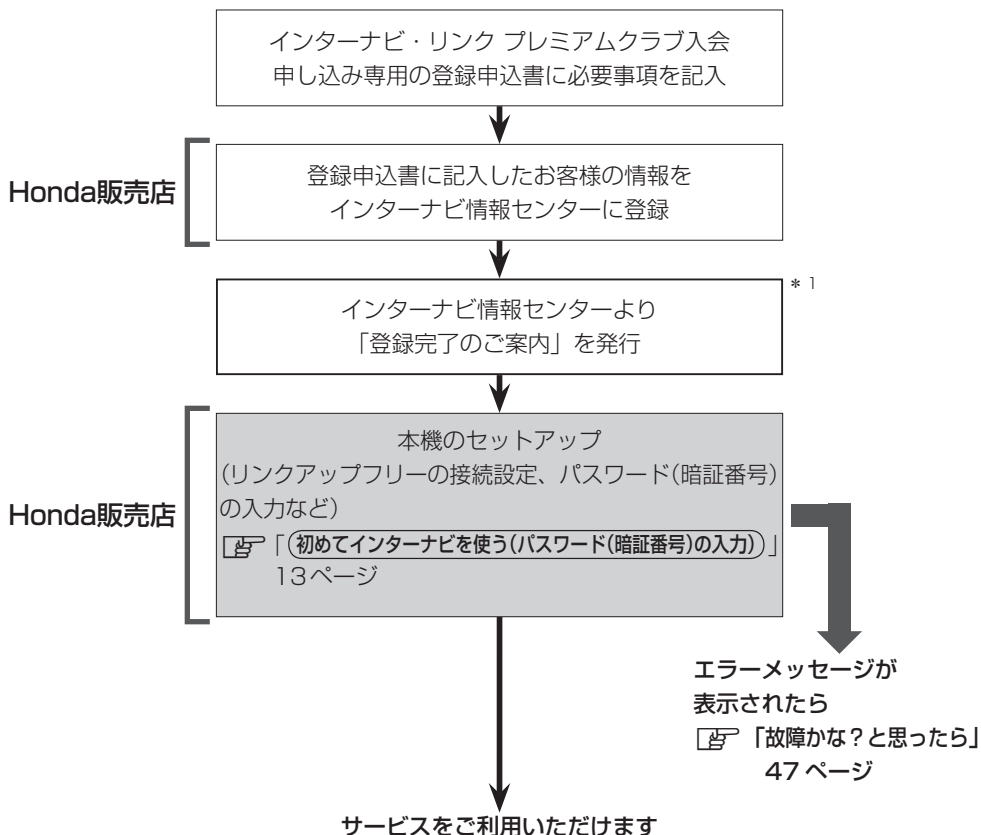 インターナビ・リンク プレミアムクラブ入会
申し込み専用の登録申込書に必要事項を記入
Honda販売店
登録申込書に記入したお客様の情報を
インターナビ情報センターに登録
インターナビ情報センターより
「登録完了のご案内」を発行
＊1
Honda販売店
本機のセットアップ
(リンクアップフリーの接続設定、パスワード(暗証番号)
の入力など)
「初めてインターナビを使う(パスワード(暗証番号)の入力)」
13ページ
エラーメッセージが
表示されたら
「故障かな？と思ったら」
47 ページ
サービスをご利用いただけます